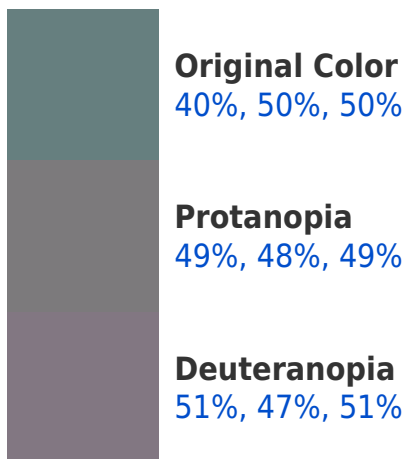 Original Color
40%, 50%, 50%
Protanopia
49%, 48%, 49%
Deuteranopia
51%, 47%, 51%